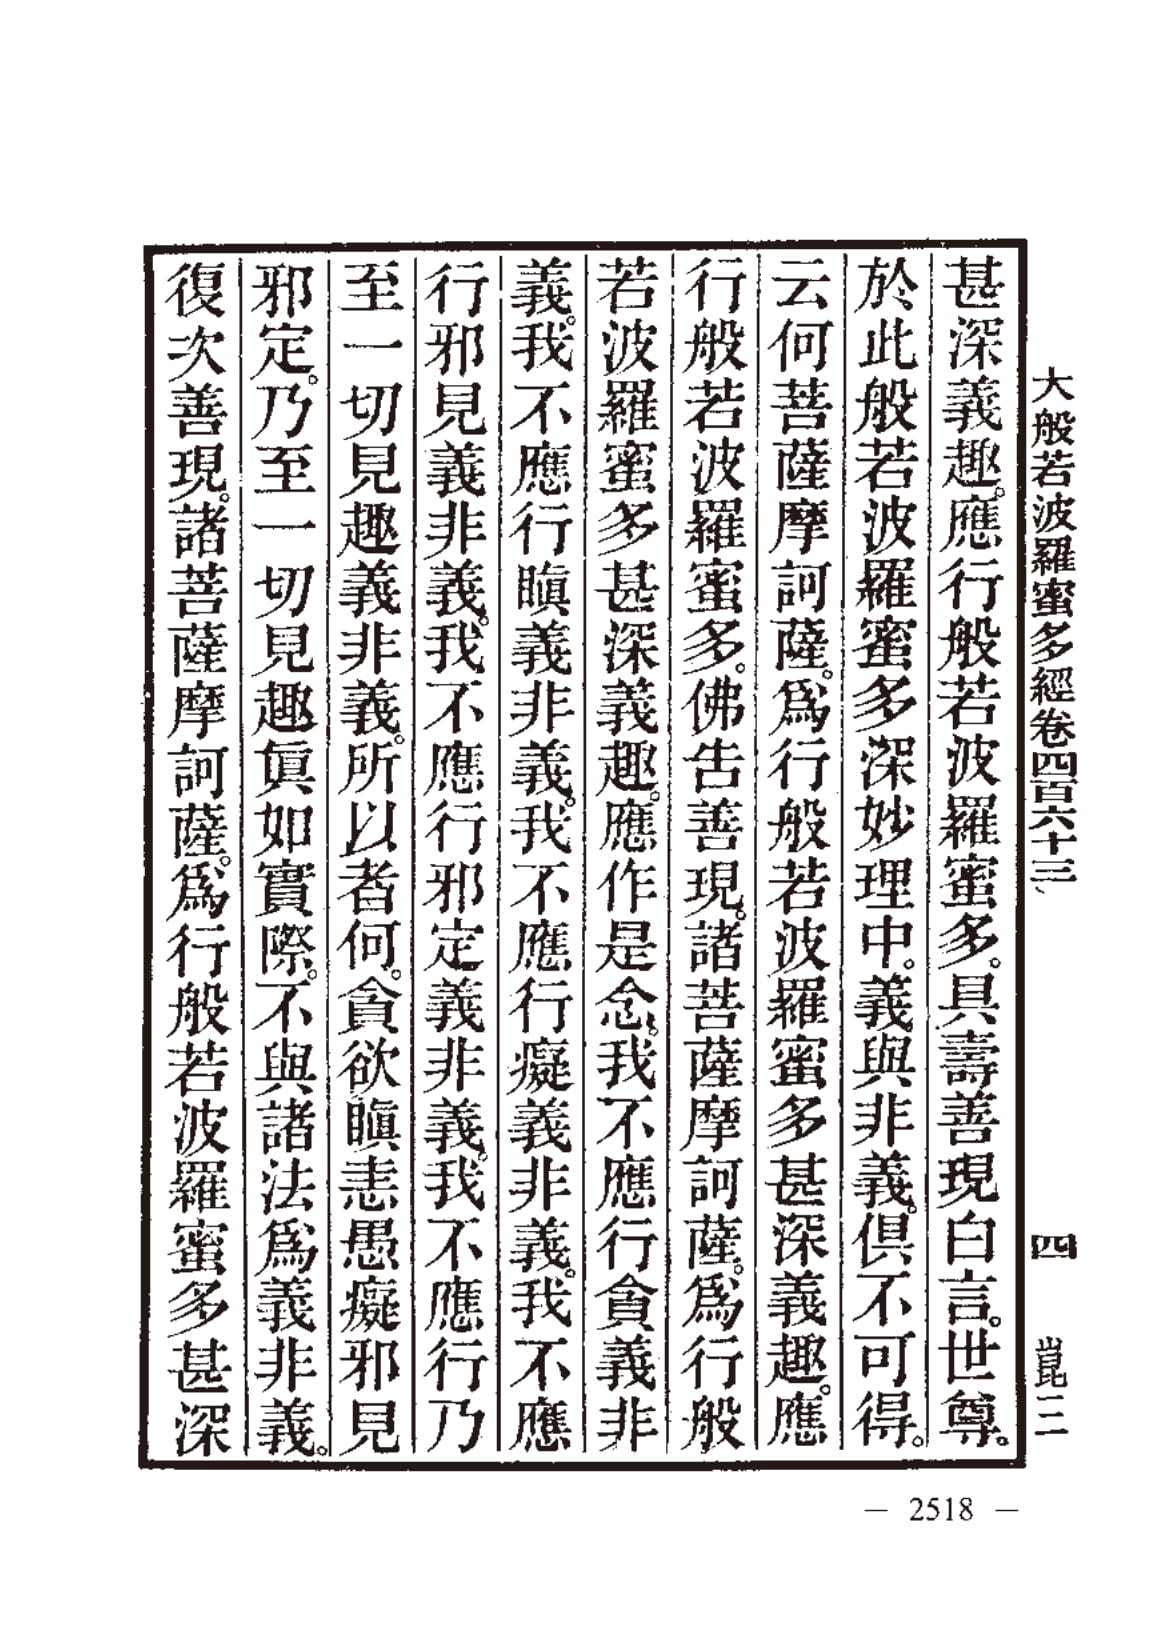 大般若波羅蜜多經卷四百六十三、 四 崑二
甚深義趣。應行般若波羅蜜多。具壽善現白言。世尊。
於此般若波羅蜜多深妙理中。義與非義。俱不可得。
云何菩薩摩訶薩。爲行般若波羅蜜多甚深義趣。應
行般若波羅蜜多。佛告善現。諸菩薩摩訶薩。爲行般
若波羅蜜多甚深義趣。應作是念。我不應行貪義非
義。我不應行瞋義非義。我不應行癡義非義。我不應
行邪見義非義。我不應行邪定義非義。我不應行乃
至一切見趣義非義。所以者何。貪欲瞋恚愚癡邪見
邪定。乃至一切見趣眞如實際。不與諸法爲義非義。
復次善現。諸菩薩摩訶薩。爲行般若波羅蜜多甚深
— 2518 —